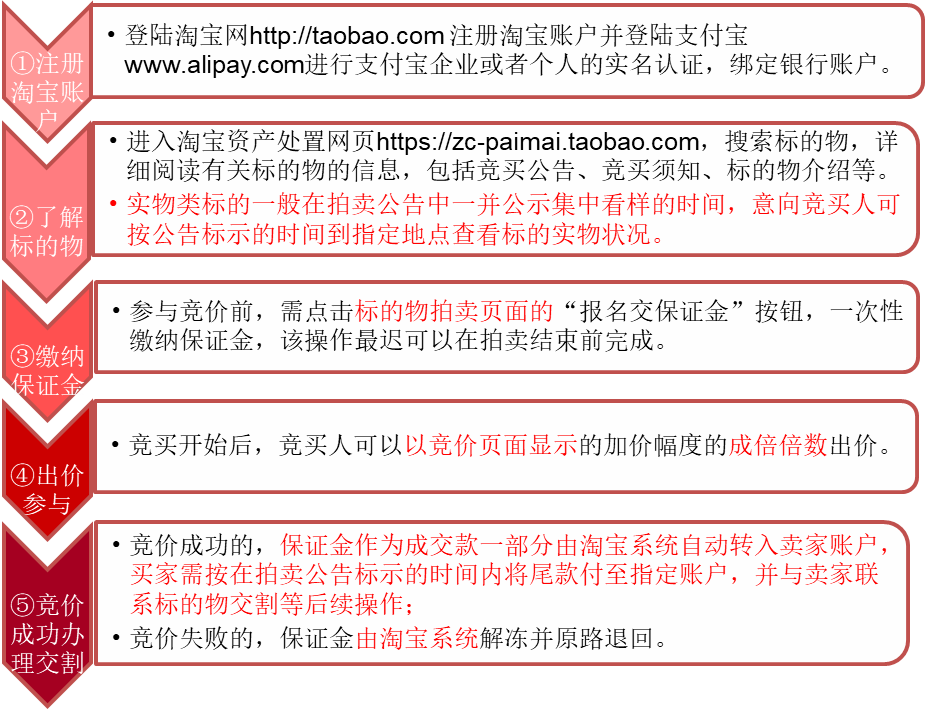 ①注册
淘宝账
户
• 登陆淘宝网http://taobao.com 注册淘宝账户并登陆支付宝
www.alipay.com进行支付宝企业或者个人的实名认证，绑定银行账户。
②了解
标的物
• 进入淘宝资产处置网页https://zc-paimai.taobao.com，搜索标的物，详
细阅读有关标的物的信息，包括竞买公告、竞买须知、标的物介绍等。
• 实物类标的一般在拍卖公告中一并公示集中看样的时间，意向竞买人可
按公告标示的时间到指定地点查看标的实物状况。
③缴纳
保证金
• 参与竞价前，需点击标的物拍卖页面的“报名交保证金”按钮，一次性
缴纳保证金，该操作最迟可以在拍卖结束前完成。
④出价
参与
• 竞买开始后，竞买人可以以竞价页面显示的加价幅度的成倍倍数出价。
⑤竞价
成功办
理交割
• 竞价成功的，保证金作为成交款一部分由淘宝系统自动转入卖家账户，
买家需按在拍卖公告标示的时间内将尾款付至指定账户，并与卖家联
系标的物交割等后续操作；
• 竞价失败的，保证金由淘宝系统解冻并原路退回。